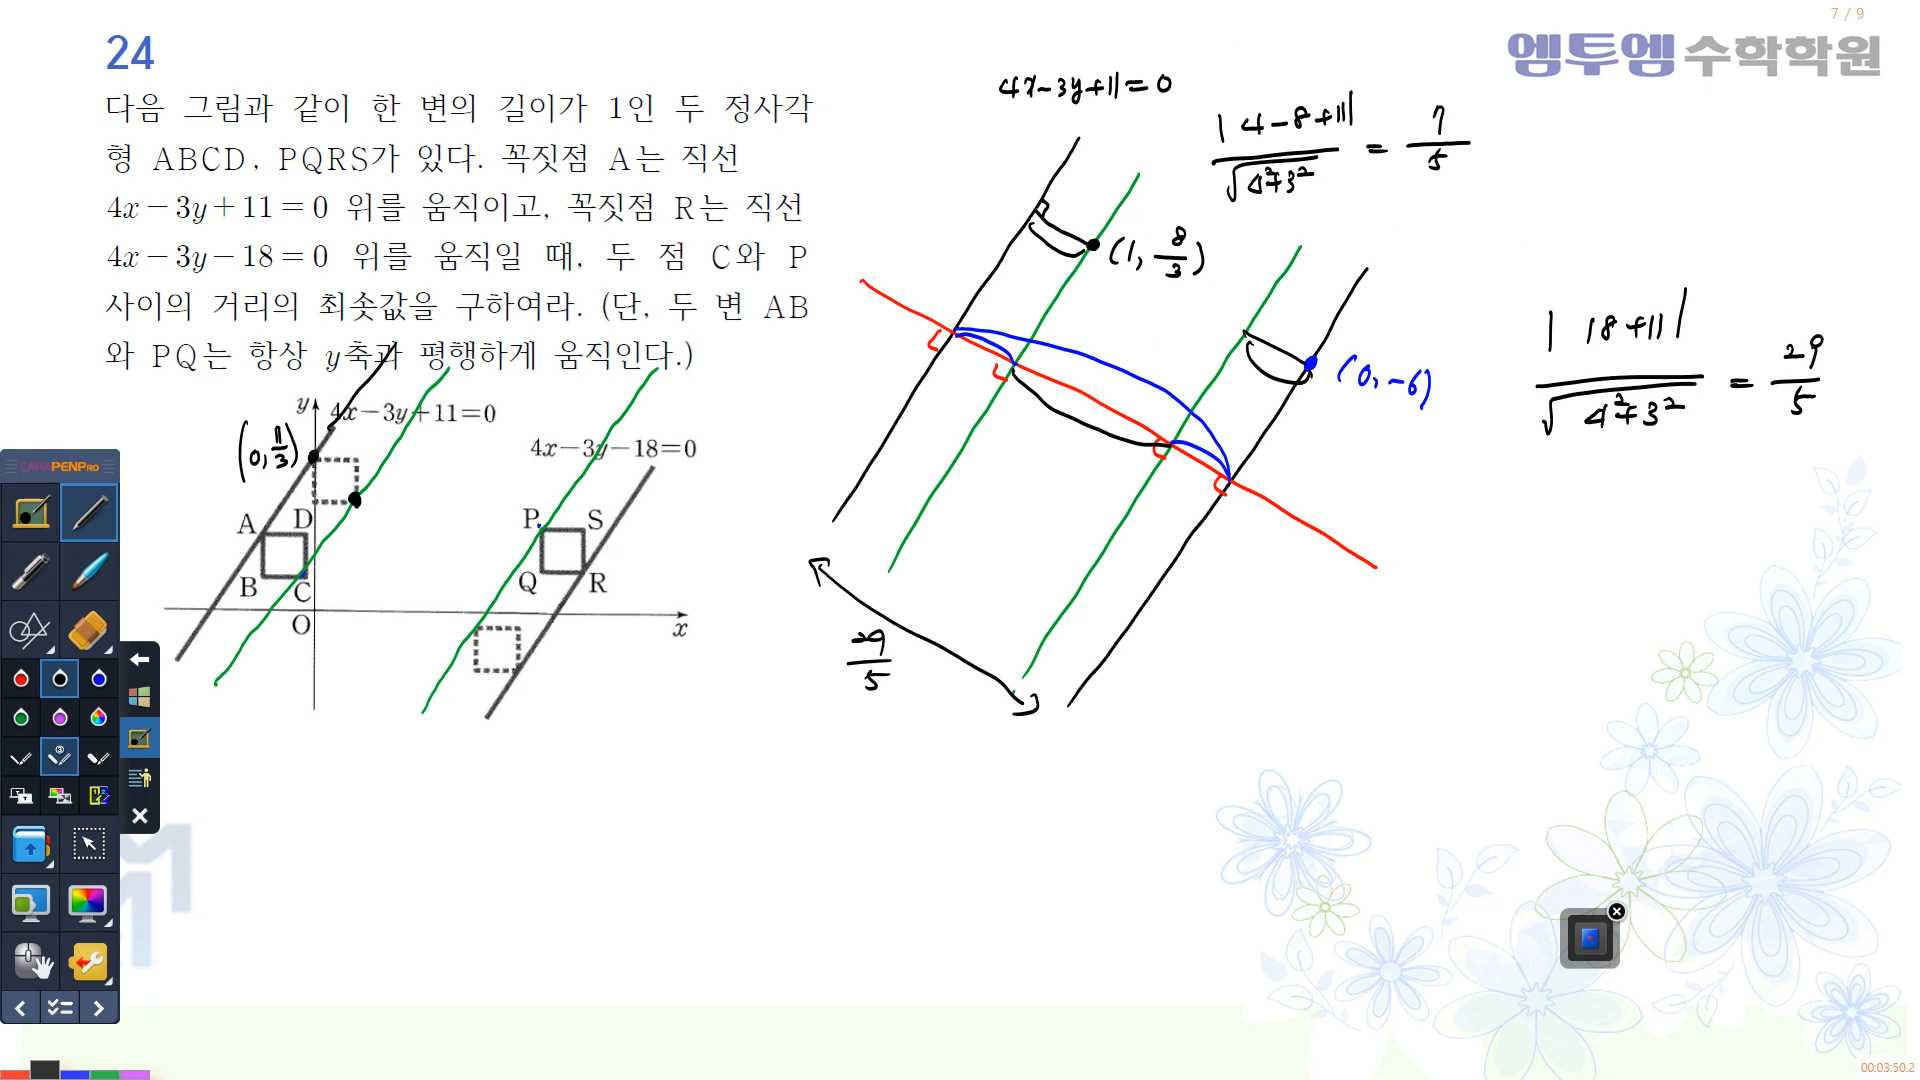 7 / 9
엠투엠 수학학원
24
다음 그림과 같이 한 변의 길이가 1인 두 정사각
형 ABCD, PQRS가 있다. 꼭짓점 A는 직선
4x－3y＋11＝0 위를 움직이고, 꼭짓점 R는 직선
4x－3y－18＝0 위를 움직일 때, 두 점 C와 P
사이의 거리의 최솟값을 구하여라. (단, 두 변 AB
와 PQ는 항상 y축과 평행하게 움직인다.)
y
4x－3y＋11＝0
4x－3y－18＝0
(0, 11/3)
A
D
B
C
O
P
S
Q
R
x
4x-3y+11=0
|4-8+11| / √4²+3² = 7/5
(1, 8/3)
(0, -6)
|18+11| / √4²+3² = 29/5
29/5
CARAPENPRO
00:03:50.2